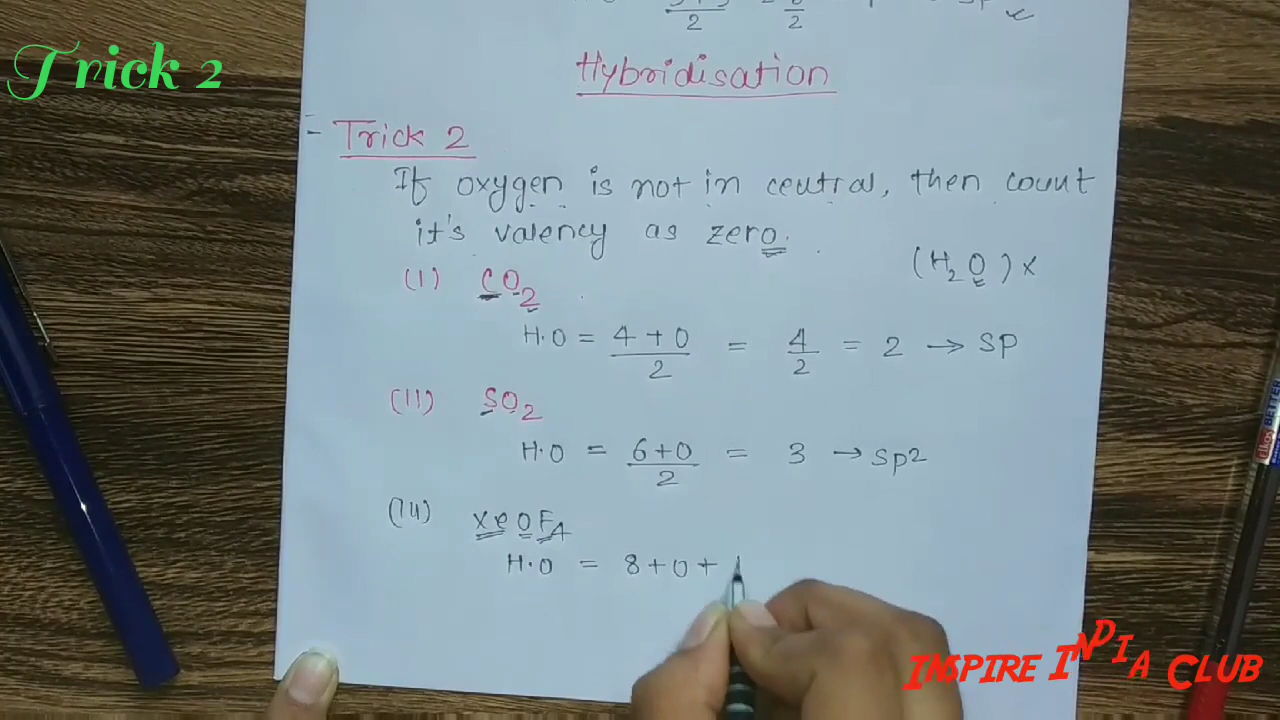 Trick 2
2 2
Hybridisation
- Trick 2
If oxygen is not in central, then count
it's valency as zero.
(H2O) x
(I) CO2
H.O = 4+0/2 = 4/2 = 2 → SP
(II) SO2
H.O = 6+0/2 = 3 → SP2
XeOF4
H.O = 8+0+
INSPIRE INDIA CLUB